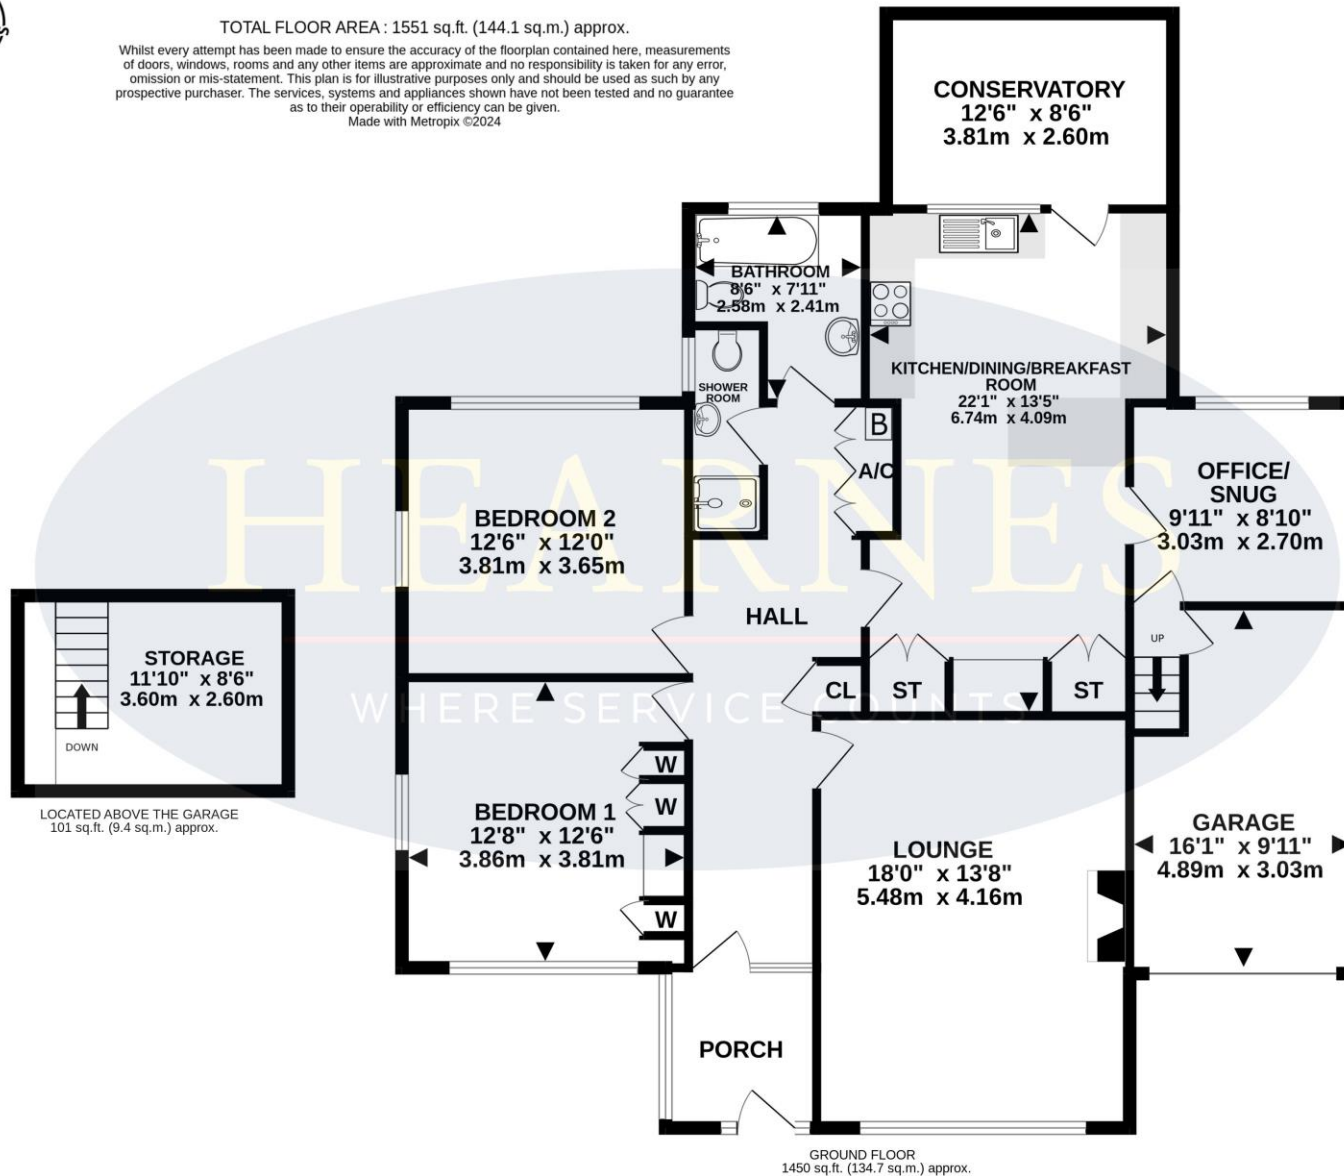 TOTAL FLOOR AREA : 1551 sq.ft. (144.1 sq.m.) approx.
Whilst every attempt has been made to ensure the accuracy of the floorplan contained here, measurements
of doors, windows, rooms and any other items are approximate and no responsibility is taken for any error,
omission or mis-statement. This plan is for illustrative purposes only and should be used as such by any
prospective purchaser. The services, systems and appliances shown have not been tested and no guarantee
as to their operability or efficiency can be given.
Made with Metropix ©2024
CONSERVATORY
12'6" x 8'6"
3.81m x 2.60m
BATHROOM
8'6" x 7'11"
2.58m x 2.41m
SHOWER
ROOM
KITCHEN/DINING/BREAKFAST
ROOM
22'1" x 13'5"
6.74m x 4.09m
B
A/C
OFFICE/
SNUG
9'11" x 8'10"
3.03m x 2.70m
BEDROOM 2
12'6" x 12'0"
3.81m x 3.65m
HEARNES
WHERE SERVICE COUNTS
HALL
UP
CL
ST
ST
STORAGE
11'10" x 8'6"
3.60m x 2.60m
DOWN
LOCATED ABOVE THE GARAGE
101 sq.ft. (9.4 sq.m.) approx.
BEDROOM 1
12'8" x 12'6"
3.86m x 3.81m
W
W
W
LOUNGE
18'0" x 13'8"
5.48m x 4.16m
GARAGE
16'1" x 9'11"
4.89m x 3.03m
PORCH
GROUND FLOOR
1450 sq.ft. (134.7 sq.m.) approx.